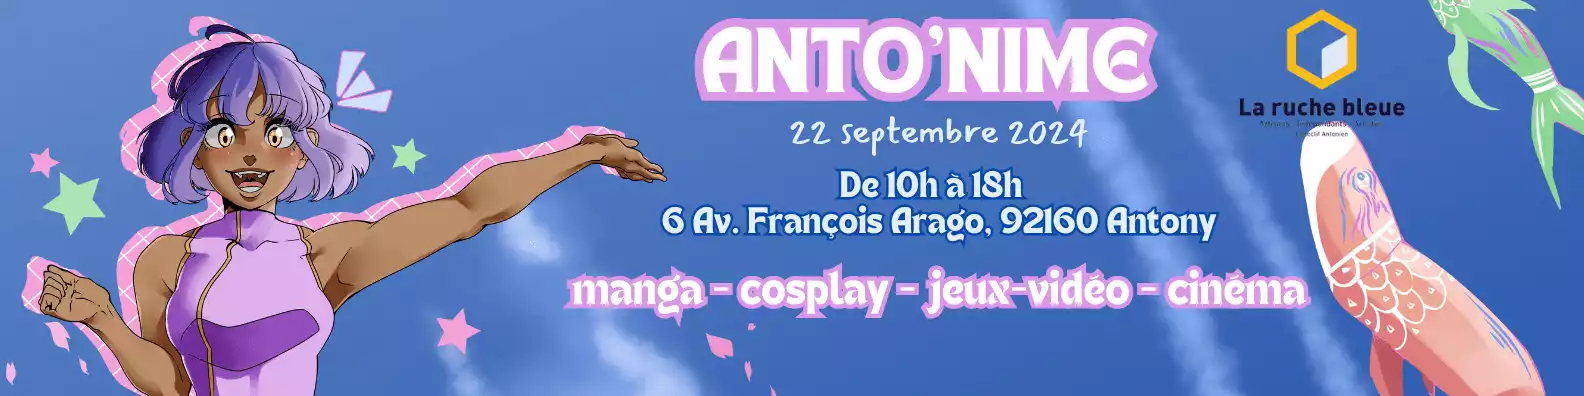 ANTO'NIME
22 septembre 2024
De 10h à 18h
6 Av. François Arago, 92160 Antony
manga - cosplay - jeux-vidéo - cinéma
La ruche bleue